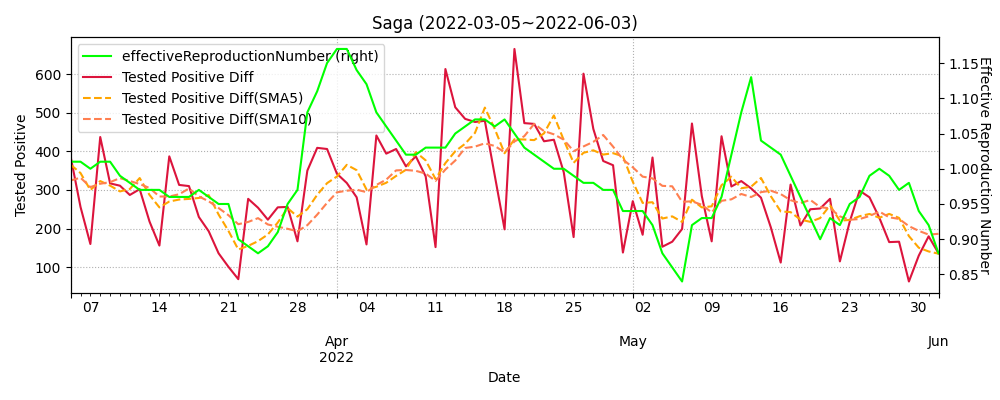 Saga (2022-03-05~2022-06-03)
effectiveReproductionNumber (right)
Tested Positive Diff
Tested Positive Diff(SMA5)
Tested Positive Diff(SMA10)
Tested Positive
600
500
400
300
200
100
1.15
1.10
1.05
1.00
0.95
0.90
0.85
Effective Reproduction Number
07 14 21 28 04 11 18 25 02 09 16 23 30
Apr May Jun
2022
Date